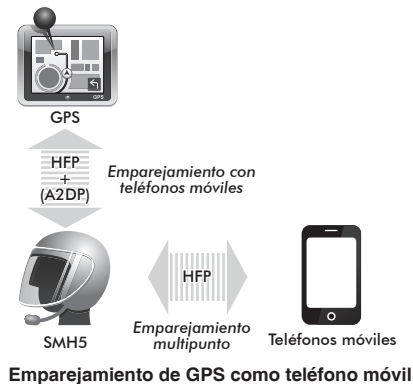 GPS
GPS
HFP
+
(A2DP)
Emparejamiento con
teléfonos móviles
HFP
SMH5
Emparejamiento
multipunto
Teléfonos móviles
Emparejamiento de GPS como teléfono móvil